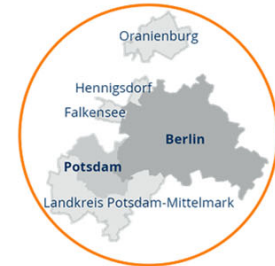 Oranienburg
Hennigsdorf
Falkensee
Berlin
Potsdam
Landkreis Potsdam-Mittelmark